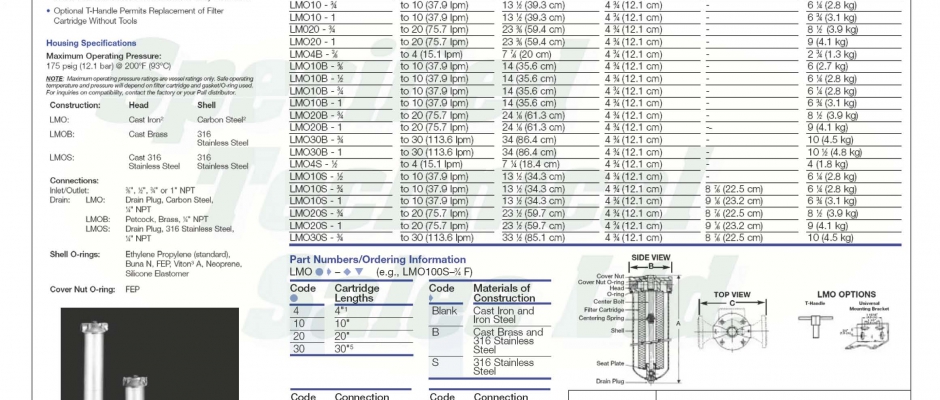 • Optional T-Handle Permits Replacement of Filter
Cartridge Without Tools
Housing Specifications
Maximum Operating Pressure:
175 psig (12.1 bar) @ 200°F (93°C)
NOTE: Maximum operating pressure ratings are vessel ratings only. Safe operating
temperature and pressure will depend on filter cartridge and gasket/O-ring used.
For inquiries on compatibility, contact the factory or your Pall distributor.
Construction: Head Shell
LMO: Cast Iron² Carbon Steel²
LMOB: Cast Brass 316
Stainless Steel
LMOS: Cast 316 316
Stainless Steel Stainless Steel
Connections:
Inlet/Outlet: ⅜", ½", ¾" or 1" NPT
Drain: LMO: Drain Plug, Carbon Steel,
¼" NPT
LMOB: Petcock, Brass, ¼" NPT
LMOS: Drain Plug, 316 Stainless Steel,
¼" NPT
Shell O-rings: Ethylene Propylene (standard),
Buna N, FEP, Viton³ A, Neoprene,
Silicone Elastomer
Cover Nut O-ring: FEP
LMO10 - ¾ to 10 (37.9 lpm) 13 ½ (39.3 cm) 4 ¾ (12.1 cm) - 6 ¼ (2.8 kg)
LMO10 - 1 to 10 (37.9 lpm) 13 ½ (39.3 cm) 4 ¾ (12.1 cm) - 6 ¾ (3.1 kg)
LM020 - ¾ to 20 (75.7 lpm) 23 ⅜ (59.4 cm) 4 ¾ (12.1 cm) - 8 ½ (3.9 kg)
LMO20 - 1 to 20 (75.7 lpm) 23 ⅜ (59.4 cm) 4 ¾ (12.1 cm) - 9 (4.1 kg)
LMO4B - ⅜ to 4 (15.1 lpm) 7 ⅞ (20 cm) 4 ¾ (12.1 cm) - 2 ¾ (1.3 kg)
LMO10B - ⅜ to 10 (37.9 lpm) 14 (35.6 cm) 4 ¾ (12.1 cm) - 6 (2.7 kg)
LMO10B - ½ to 10 (37.9 lpm) 14 (35.6 cm) 4 ¾ (12.1 cm) - 6 ¼ (2.8 kg)
LMO10B - ¾ to 10 (37.9 lpm) 14 (35.6 cm) 4 ¾ (12.1 cm) - 6 ¼ (2.8 kg)
LMO10B - 1 to 10 (37.9 lpm) 14 (35.6 cm) 4 ¾ (12.1 cm) - 6 ¾ (3.1 kg)
LMO20B - ¾ to 20 (75.7 lpm) 24 ⅛ (61.3 cm) 4 ¾ (12.1 cm) - 8 ½ (3.9 kg)
LMO20B - 1 to 20 (75.7 lpm) 24 ⅛ (61.3 cm) 4 ¾ (12.1 cm) - 9 (4.1 kg)
LMO30B - ¾ to 30 (113.6 lpm) 34 (86.4 cm) 4 ¾ (12.1 cm) - 10 (4.5 kg)
LMO30B - 1 to 30 (113.6 lpm) 34 (86.4 cm) 4 ¾ (12.1 cm) - 10 ½ (4.8 kg)
LMO4S - ½ to 4 (15.1 lpm) 7 ¼ (18.4 cm) 4 ¾ (12.1 cm) - 4 (1.8 kg)
LMO10S - ½ to 10 (37.9 lpm) 13 ½ (34.3 cm) 4 ¾ (12.1 cm) 6 ¼ (2.8 kg)
LMO10S - ¾ to 10 (37.9 lpm) 13 ½ (34.3 cm) 4 ¾ (12.1 cm) 8 ⅞ (22.5 cm) 6 ¼ (2.8 kg)
LMO10S - 1 to 10 (37.9 lpm) 13 ½ (34.3 cm) 4 ¾ (12.1 cm) 9 ⅛ (23.2 cm) 6 ¾ (3.1 kg)
LMO20S - ¾ to 20 (75.7 lpm) 23 ½ (59.7 cm) 4 ¾ (12.1 cm) 8 ⅞ (22.5 cm) 8 ½ (3.9 kg)
LMO20S - 1 to 20 (75.7 lpm) 23 ½ (59.7 cm) 4 ¾ (12.1 cm) 9 ⅛ (23.2 cm) 9 (4.1 kg)
LMO30S - ¾ to 30 (113.6 lpm) 33 ½ (85.1 cm) 4 ¾ (12.1 cm) 8 ⅞ (22.5 cm) 10 (4.5 kg)
Part Numbers/Ordering Information
LMO – (e.g., LMO100S–¾ F)
Code Cartridge
Lengths
4 4"¹
10 10"
20 20"
30 30"⁵
Code Materials of
Construction
Blank Cast Iron and
Iron Steel
B Cast Brass and
316 Stainless
Steel
S 316 Stainless
Steel
Code Connection
Code Connection
SIDE VIEW
B
Cover Nut
Cover Nut O-ring
Head
O-ring
Center Bolt
Filter Cartridge
Centering Spring
Shell
A
Seat Plate
Drain Plug
TOP VIEW
C
LMO OPTIONS
T-Handle
Universal
Mounting Bracket